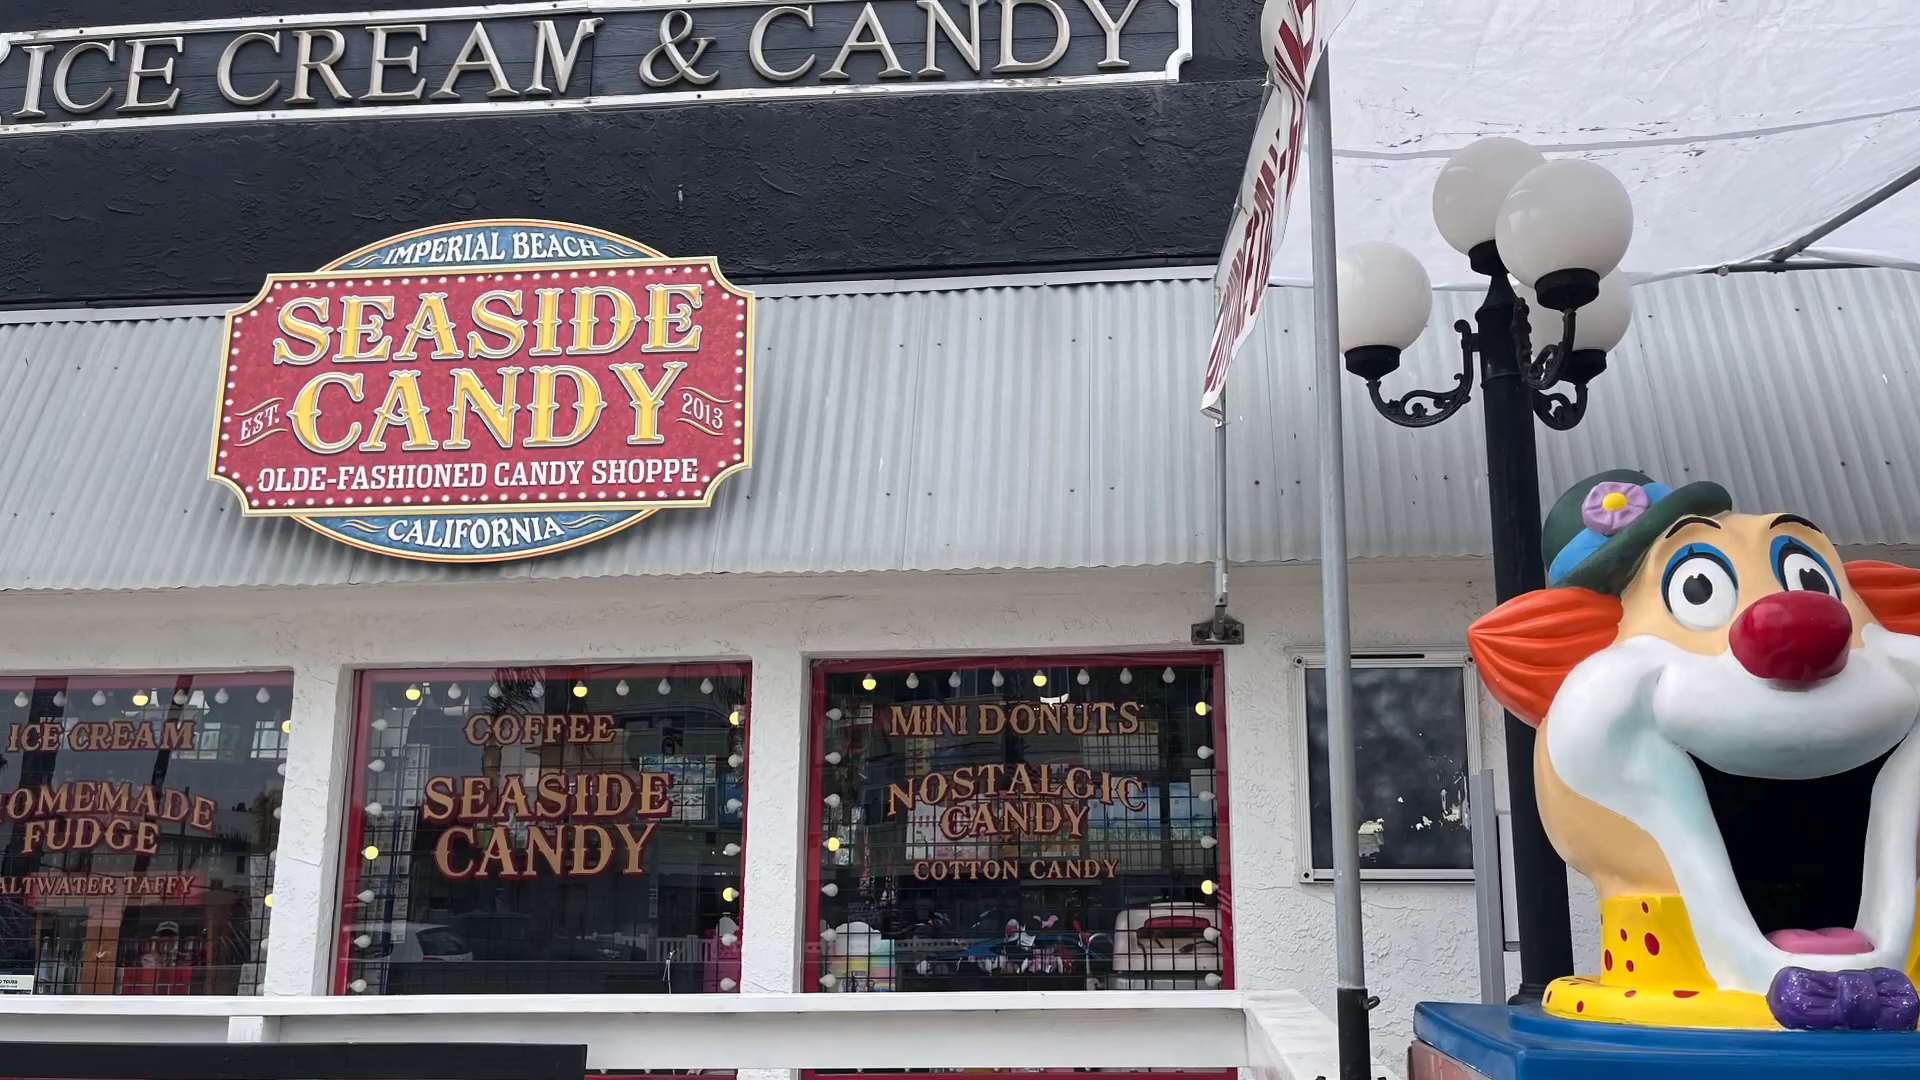 ICE CREAM & CANDY
IMPERIAL BEACH
SEASIDE
CANDY
EST. 2013
OLDE-FASHIONED CANDY SHOPPE
CALIFORNIA
ICE CREAM
OMEMADE
FUDGE
ALTWATER TAFFY
COFFEE
SEASIDE
CANDY
MINI DONUTS
NOSTALGIC
CANDY
COTTON CANDY